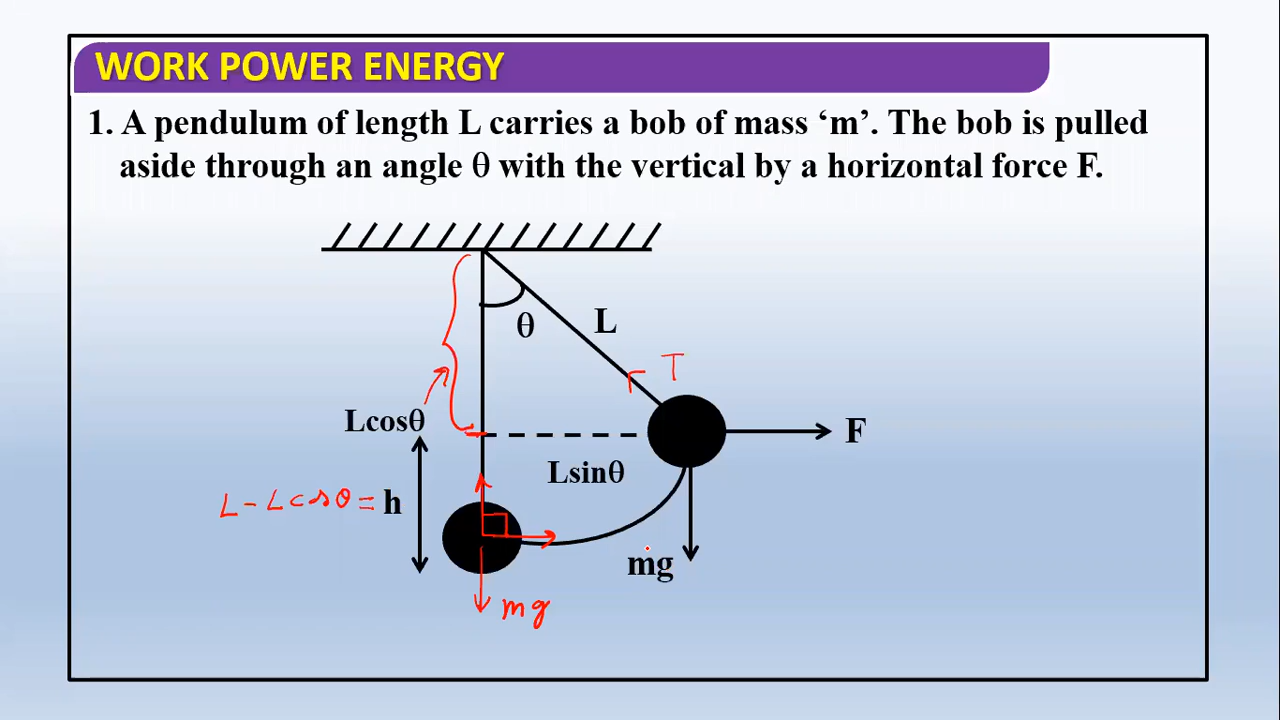 WORK POWER ENERGY
1. A pendulum of length L carries a bob of mass ‘m’. The bob is pulled
aside through an angle θ with the vertical by a horizontal force F.
θ
L
T
Lcosθ
F
Lsinθ
L - Lcosθ = h
mg
mg